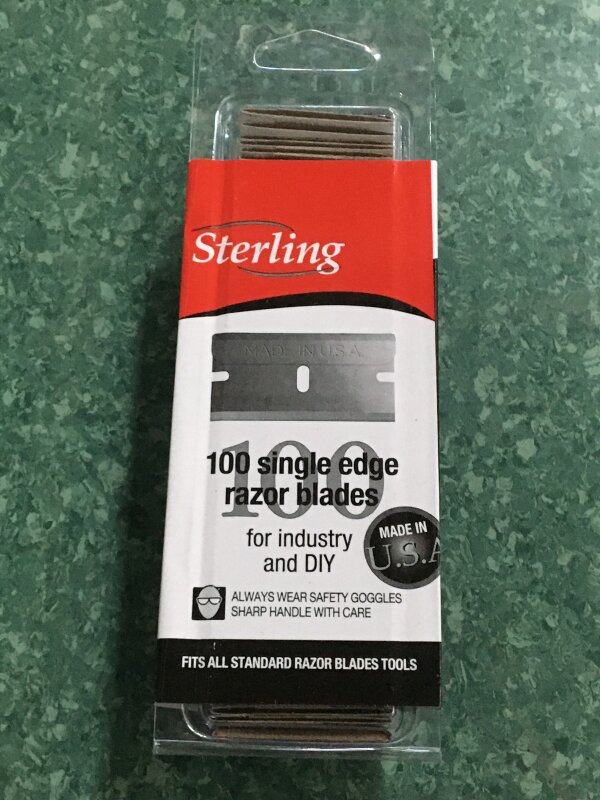 Sterling
MADE IN U.S.A.
100
100 single edge
razor blades
for industry
and DIY
MADE IN
U.S.A
ALWAYS WEAR SAFETY GOGGLES
SHARP HANDLE WITH CARE
FITS ALL STANDARD RAZOR BLADES TOOLS